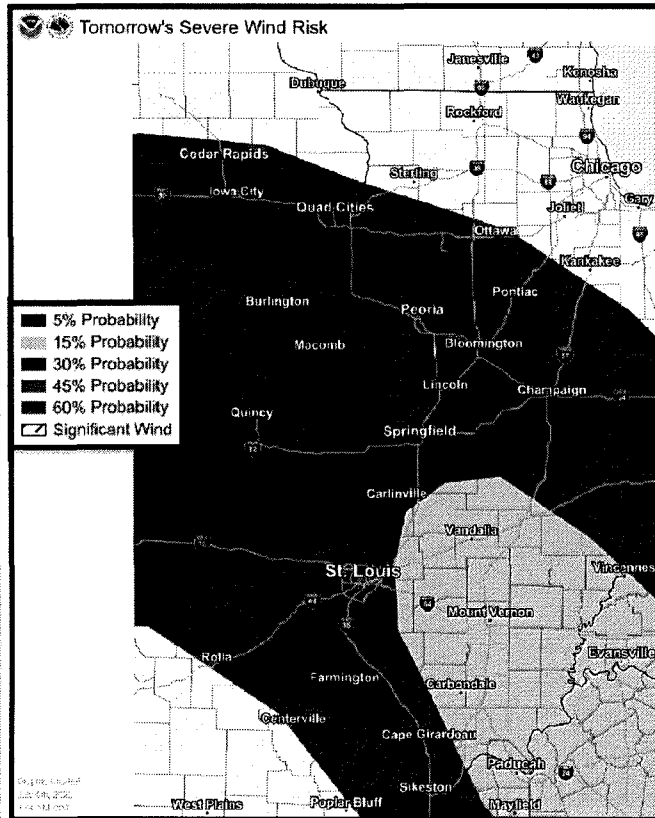 Tomorrow's Severe Wind Risk
Janesville
Kenosha
Dubuque
Waukegan
Rockford
Cedar Rapids
Sterling
Chicago
Iowa City
Quad Cities
Joliet
Gary
Ottawa
Kankakee
Pontiac
Burlington
Peoria
5% Probability
15% Probability
30% Probability
45% Probability
60% Probability
Significant Wind
Macomb
Bloomington
Lincoln
Champaign
Quincy
Springfield
Carlinville
Vandalia
St. Louis
Vincennes
Mount Vernon
Rolla
Evansville
Farmington
Carbondale
Centerville
Cape Girardeau
Paducah
Sikeston
West Plains
Poplar Bluff
Mayfield